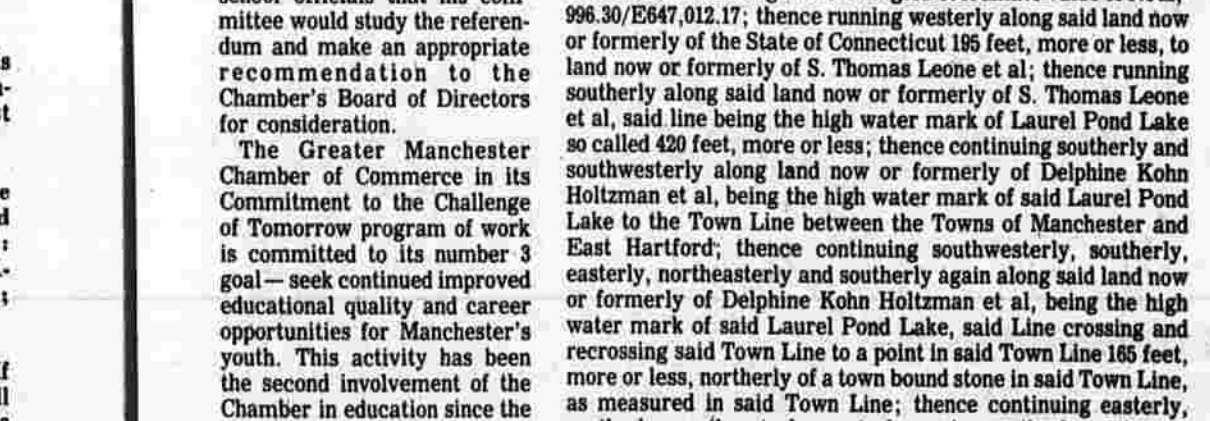 mittee would study the referen-
dum and make an appropriate
recommendation to the
Chamber's Board of Directors
for consideration.
The Greater Manchester
Chamber of Commerce in its
Commitment to the Challenge
of Tomorrow program of work
is committed to its number 3
goal— seek continued improved
educational quality and career
opportunities for Manchester's
youth. This activity has been
the second involvement of the
Chamber in education since the
996.30/E647,012.17; thence running westerly along said land now
or formerly of the State of Connecticut 195 feet, more or less, to
land now or formerly of S. Thomas Leone et al; thence running
southerly along said land now or formerly of S. Thomas Leone
et al, said line being the high water mark of Laurel Pond Lake
so called 420 feet, more or less; thence continuing southerly and
southwesterly along land now or formerly of Delphine Kohn
Holtzman et al, being the high water mark of said Laurel Pond
Lake to the Town Line between the Towns of Manchester and
East Hartford; thence continuing southwesterly, southerly,
easterly, northeasterly and southerly again along said land now
or formerly of Delphine Kohn Holtzman et al, being the high
water mark of said Laurel Pond Lake, said Line crossing and
recrossing said Town Line to a point in said Town Line 165 feet,
more or less, northerly of a town bound stone in said Town Line,
as measured in said Town Line; thence continuing easterly,